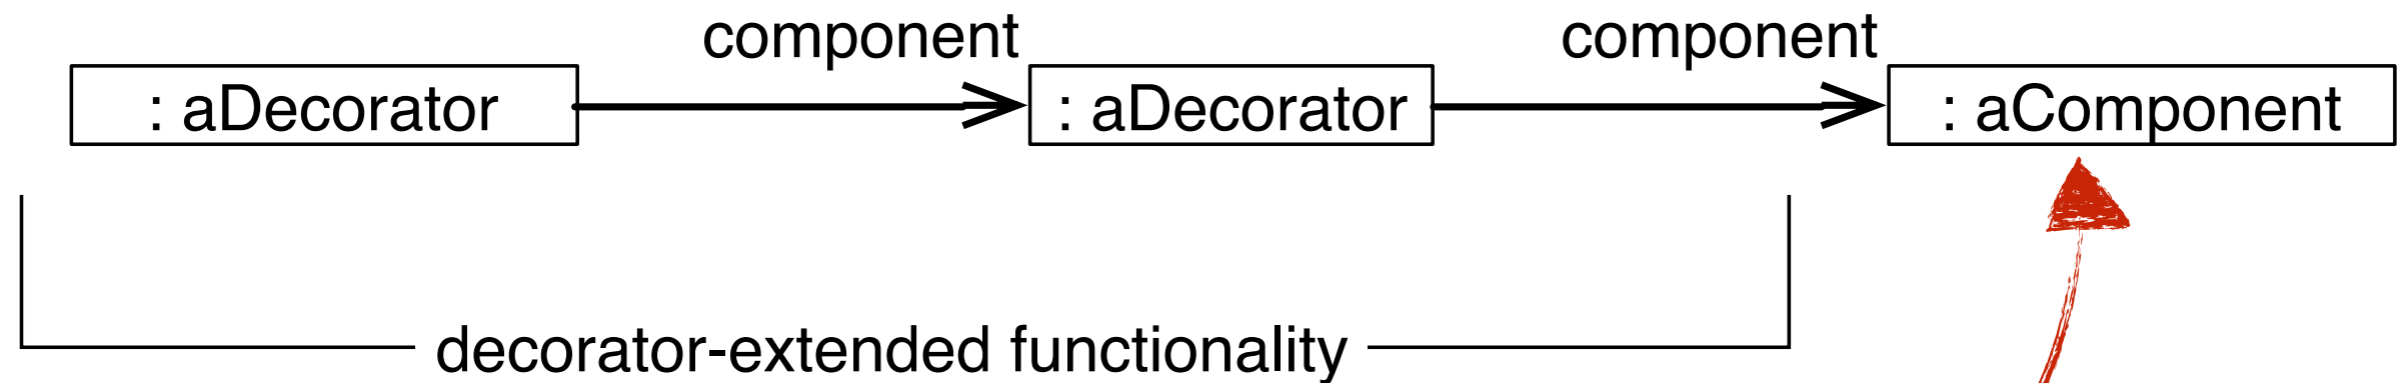 component component
: aDecorator : aDecorator : aComponent
decorator-extended functionality